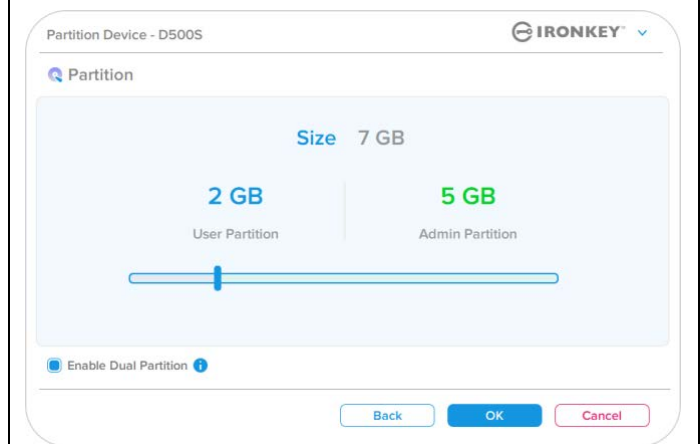 Partition Device - D500S
IRONKEY™
Partition
Size 7 GB
2 GB 5 GB
User Partition Admin Partition
Enable Dual Partition i
Back OK Cancel